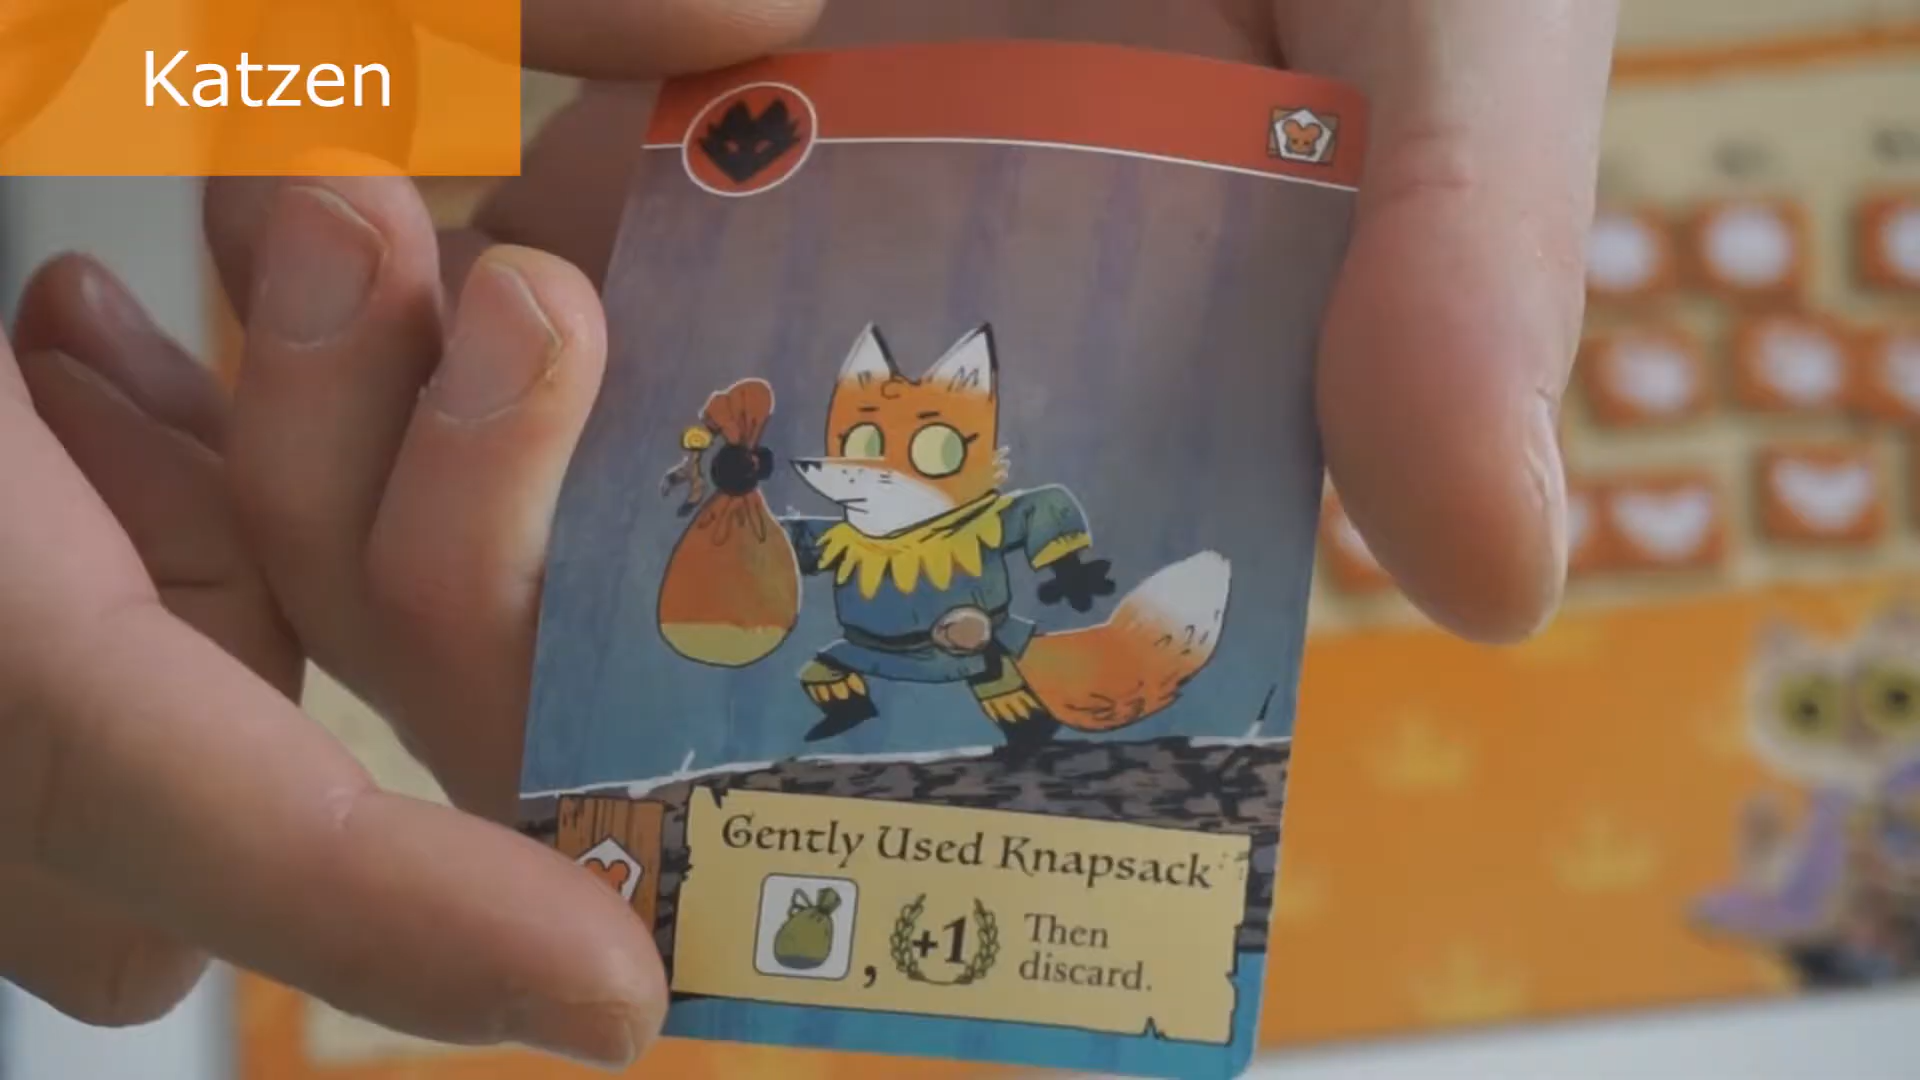 Katzen
Gently Used Knapsack
, +1 Then
discard.